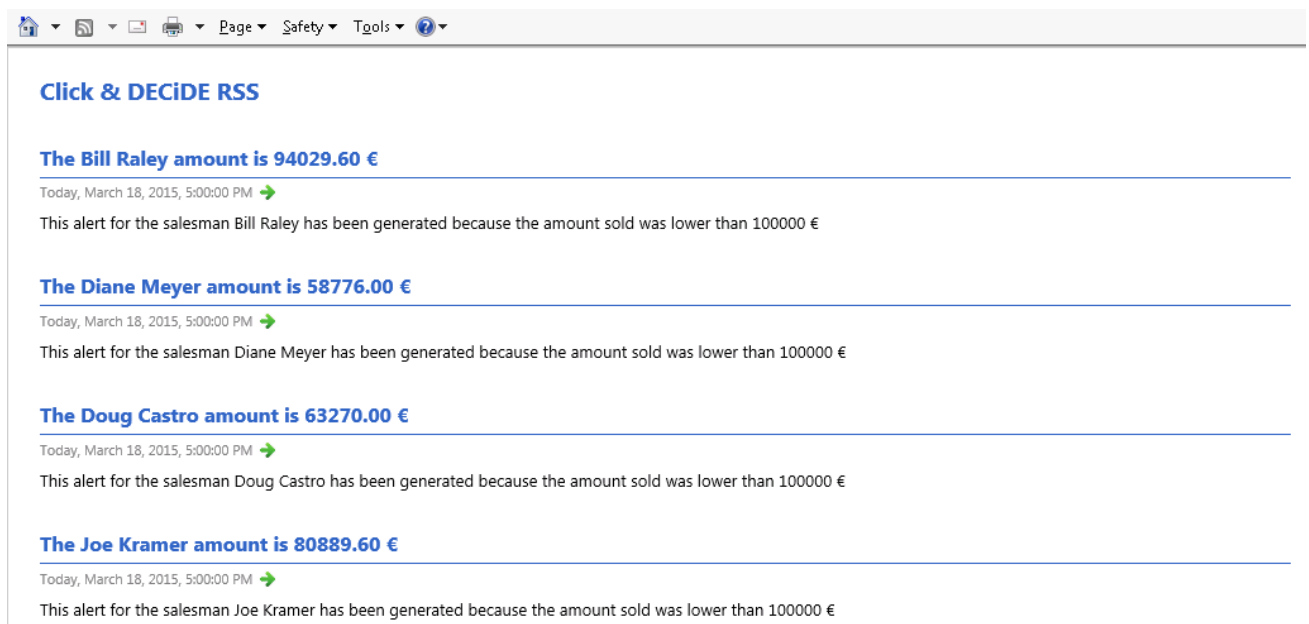 Page Safety Tools
Click & DECiDE RSS
The Bill Raley amount is 94029.60 €
Today, March 18, 2015, 5:00:00 PM
This alert for the salesman Bill Raley has been generated because the amount sold was lower than 100000 €
The Diane Meyer amount is 58776.00 €
Today, March 18, 2015, 5:00:00 PM
This alert for the salesman Diane Meyer has been generated because the amount sold was lower than 100000 €
The Doug Castro amount is 63270.00 €
Today, March 18, 2015, 5:00:00 PM
This alert for the salesman Doug Castro has been generated because the amount sold was lower than 100000 €
The Joe Kramer amount is 80889.60 €
Today, March 18, 2015, 5:00:00 PM
This alert for the salesman Joe Kramer has been generated because the amount sold was lower than 100000 €